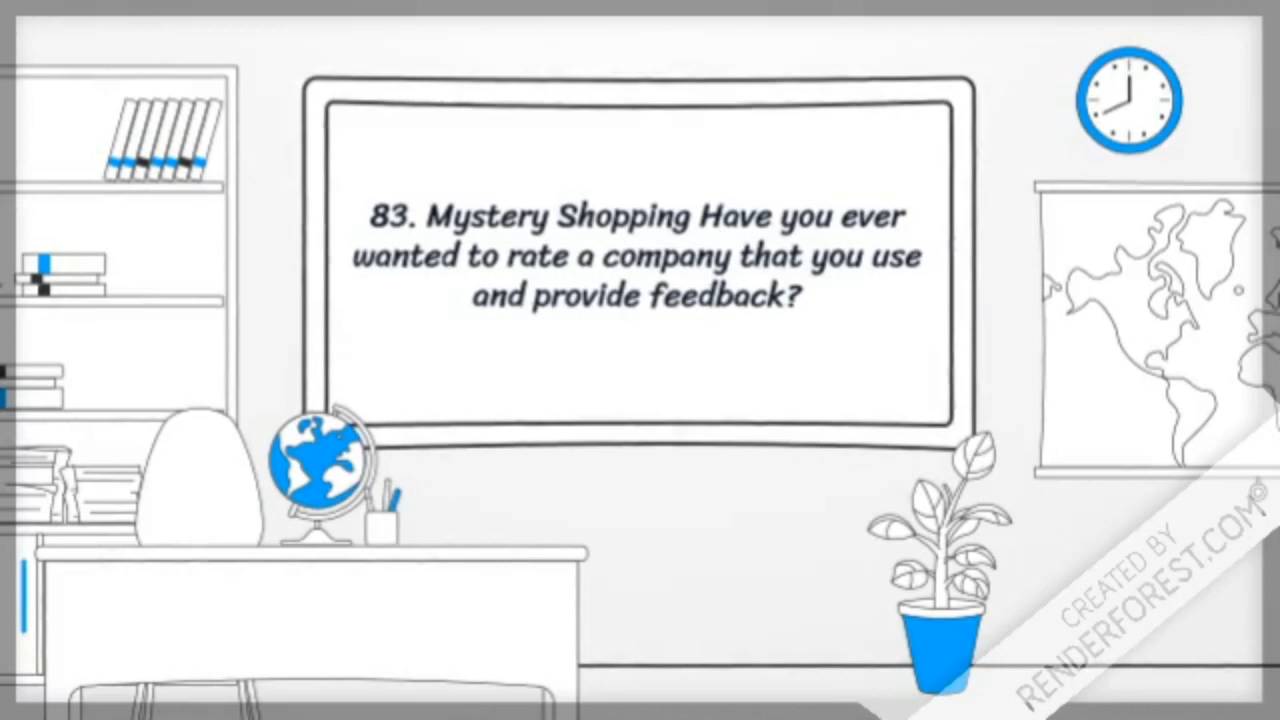 83. Mystery Shopping Have you ever
wanted to rate a company that you use
and provide feedback?
CREATED BY
RENDERFOREST.COM